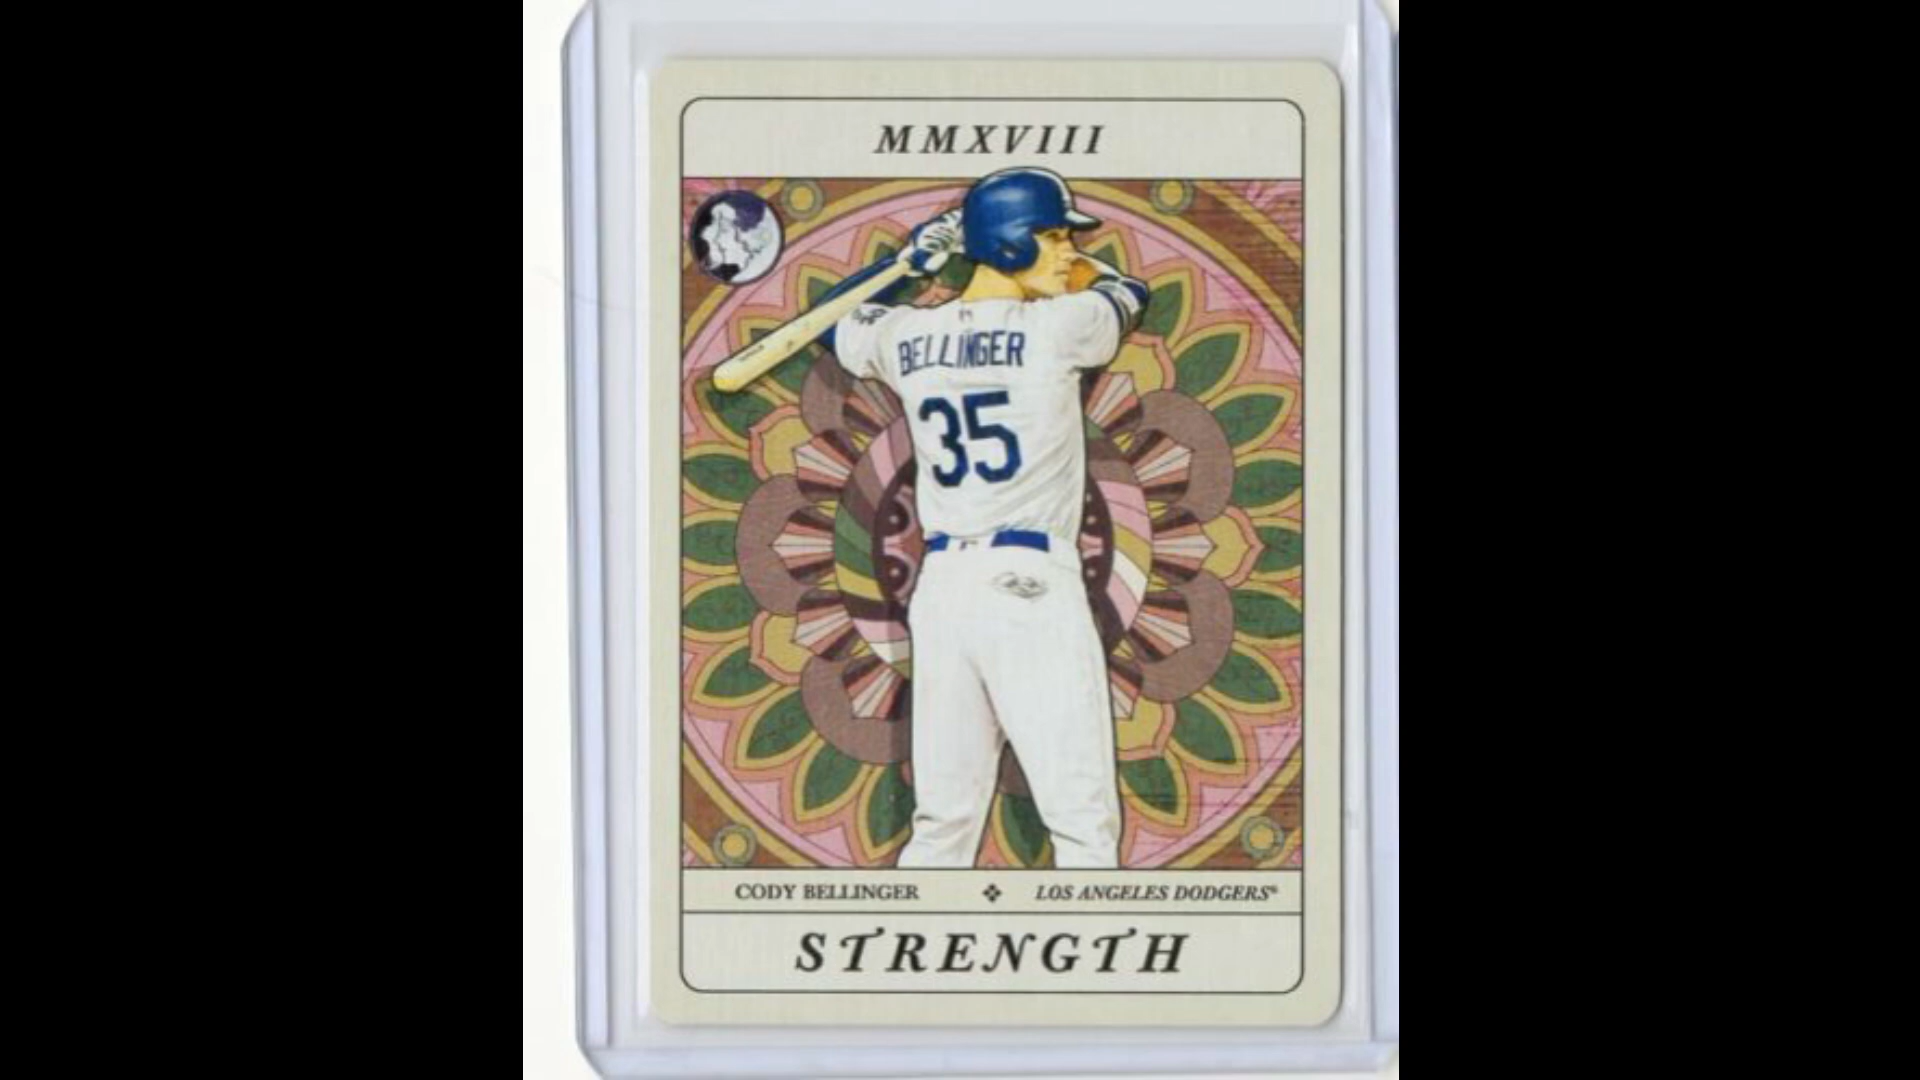 MMXVIII
BELLINGER
35
CODY BELLINGER ❖ LOS ANGELES DODGERS®
STRENGTH